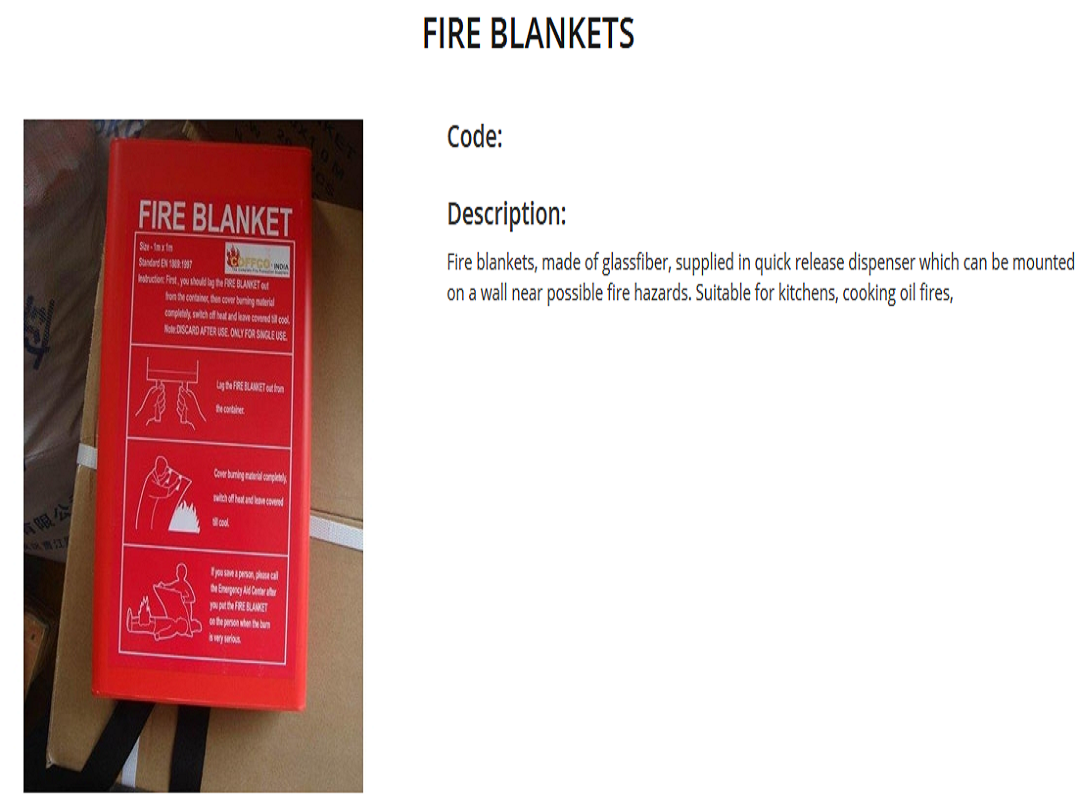 FIRE BLANKETS
Code:
Description:
Fire blankets, made of glassfiber, supplied in quick release dispenser which can be mounted
on a wall near possible fire hazards. Suitable for kitchens, cooking oil fires,
FIRE BLANKET
Size - 1m x 1m
Standard EN 1869:1997
COFFCO - INDIA
Instruction: First , you should lag the FIRE BLANKET out
from the container, then cover burning material
completely, switch off heat and leave covered till cool.
Note:DISCARD AFTER USE. ONLY FOR SINGLE USE.
Lag the FIRE BLANKET out from
the container.
Cover burning material completely,
switch off heat and leave covered
till cool.
If you save a person, please call
the Emergency Aid Center after
you put the FIRE BLANKET
on the person when the burn
is very serious.